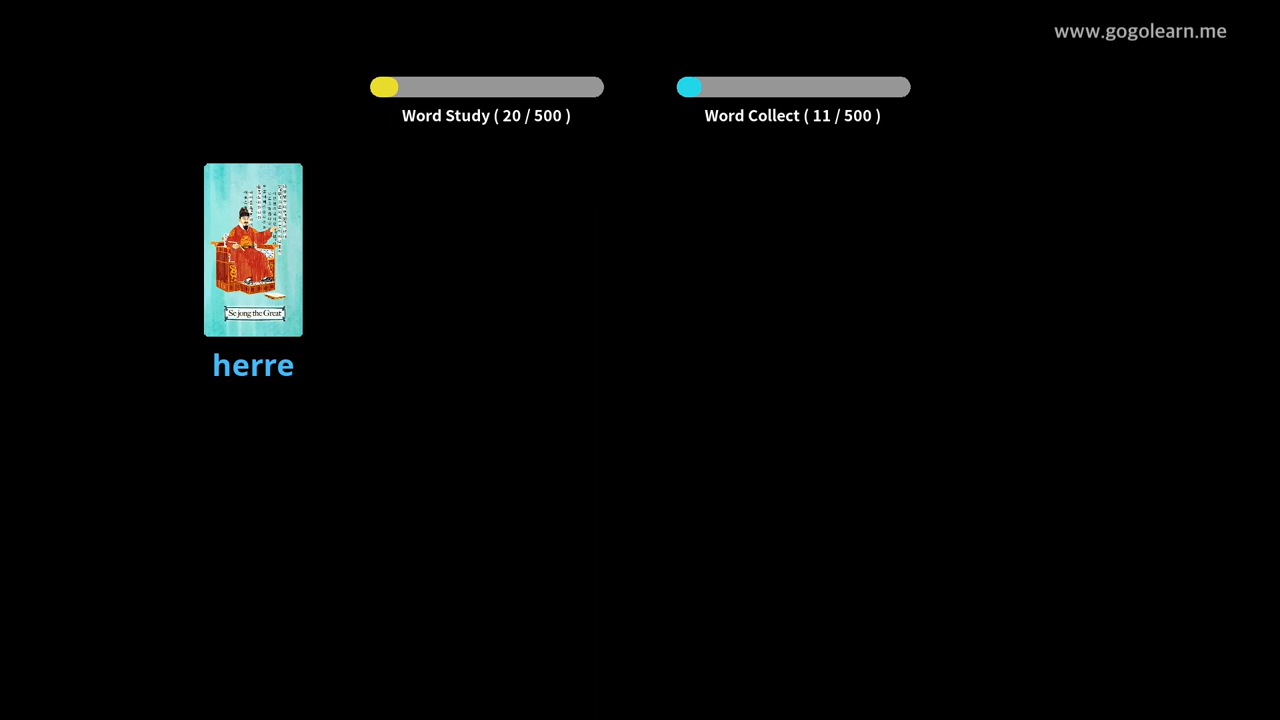 www.gogolearn.me
Word Study ( 20 / 500 )
Word Collect ( 11 / 500 )
Se jong the Great
herre